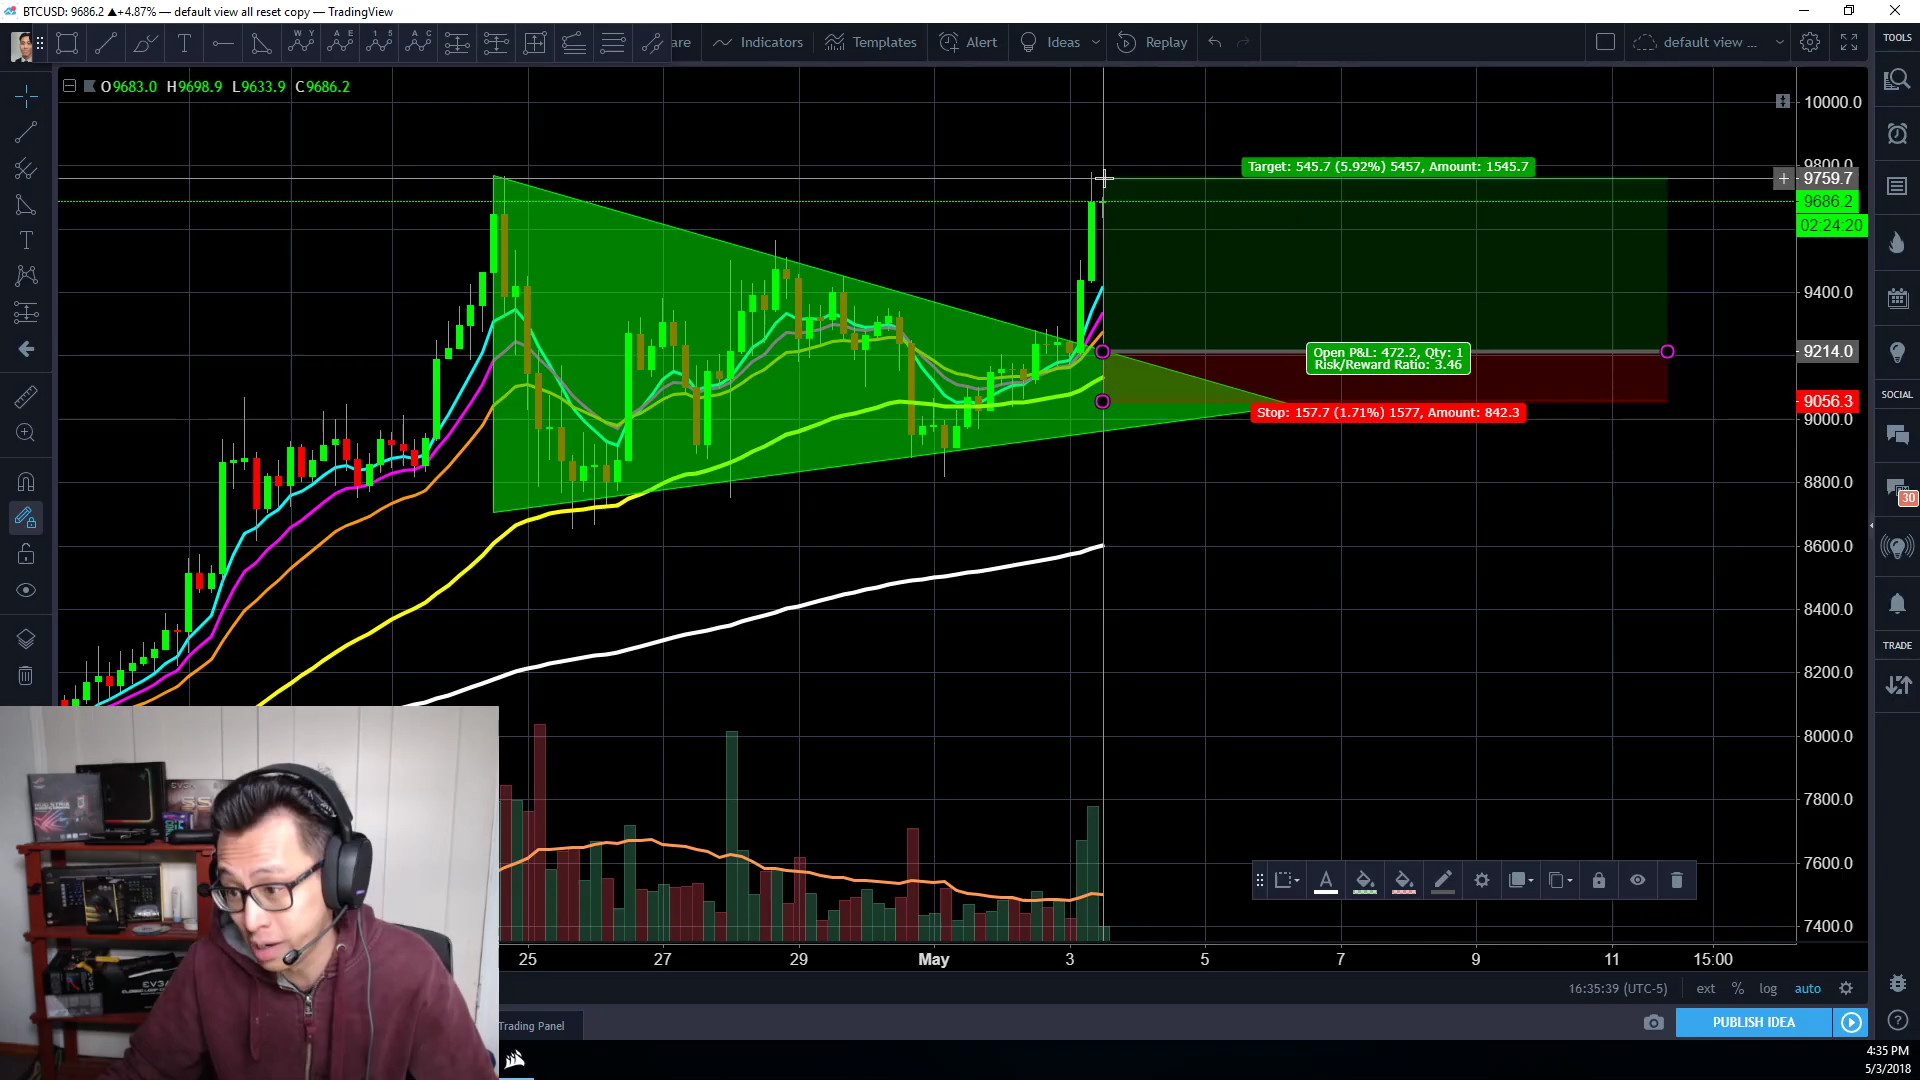 BTCUSD: 9686.2 ▲+4.87% — default view all reset copy — TradingView
are Indicators Templates Alert Ideas Replay default view ...
TOOLS
O9683.0 H9698.9 L9633.9 C9686.2
10000.0
9800.0
Target: 545.7 (5.92%) 5457, Amount: 1545.7
9759.7
9686.2
02:24:20
9400.0
Open P&L: 472.2, Qty: 1
Risk/Reward Ratio: 3.46
9214.0
9056.3
Stop: 157.7 (1.71%) 1577, Amount: 842.3
9000.0
SOCIAL
8800.0
30
8600.0
8400.0
TRADE
8200.0
8000.0
7800.0
7600.0
7400.0
25 27 29 May 3 5 7 9 11 15:00
16:35:39 (UTC-5) ext % log auto
Trading Panel
PUBLISH IDEA
4:35 PM
5/3/2018